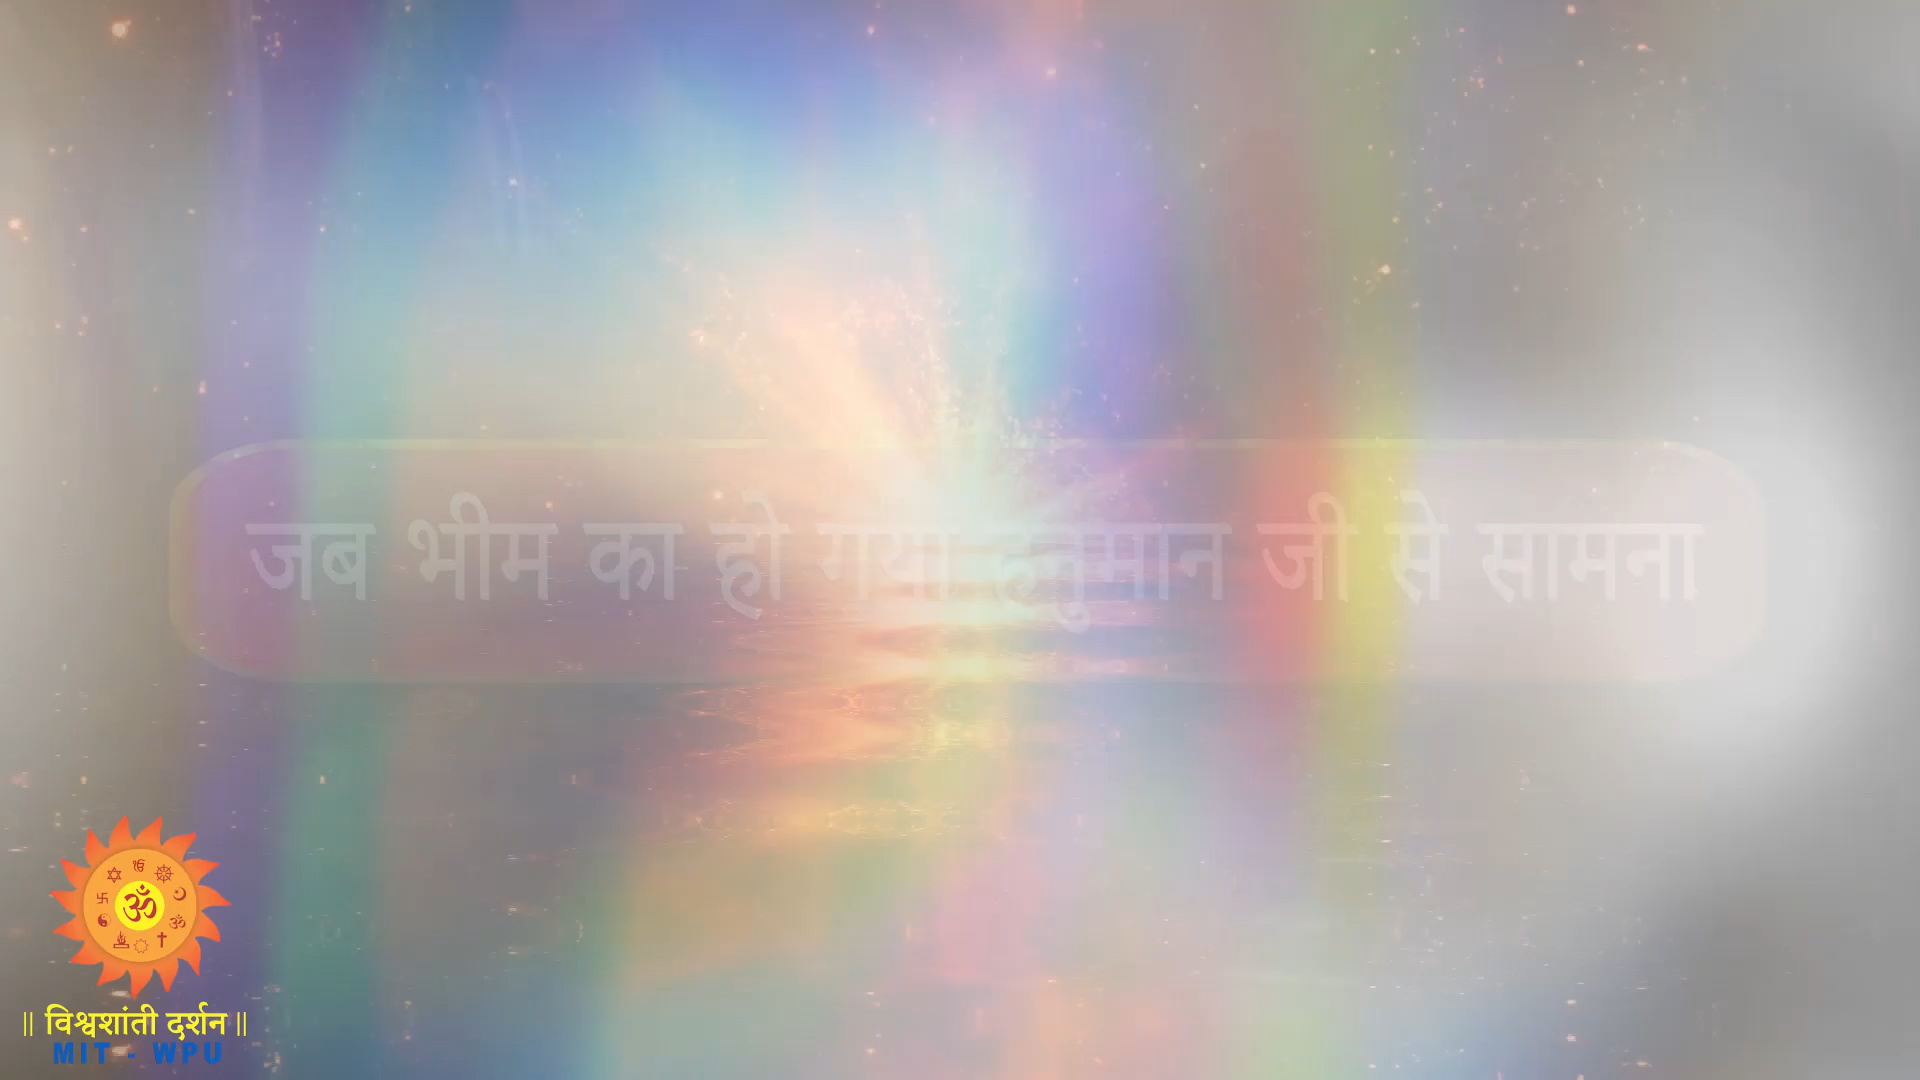 जब भीम का हो गया हनुमान जी से सामना
|| विश्वशांती दर्शन ||
MIT - WPU